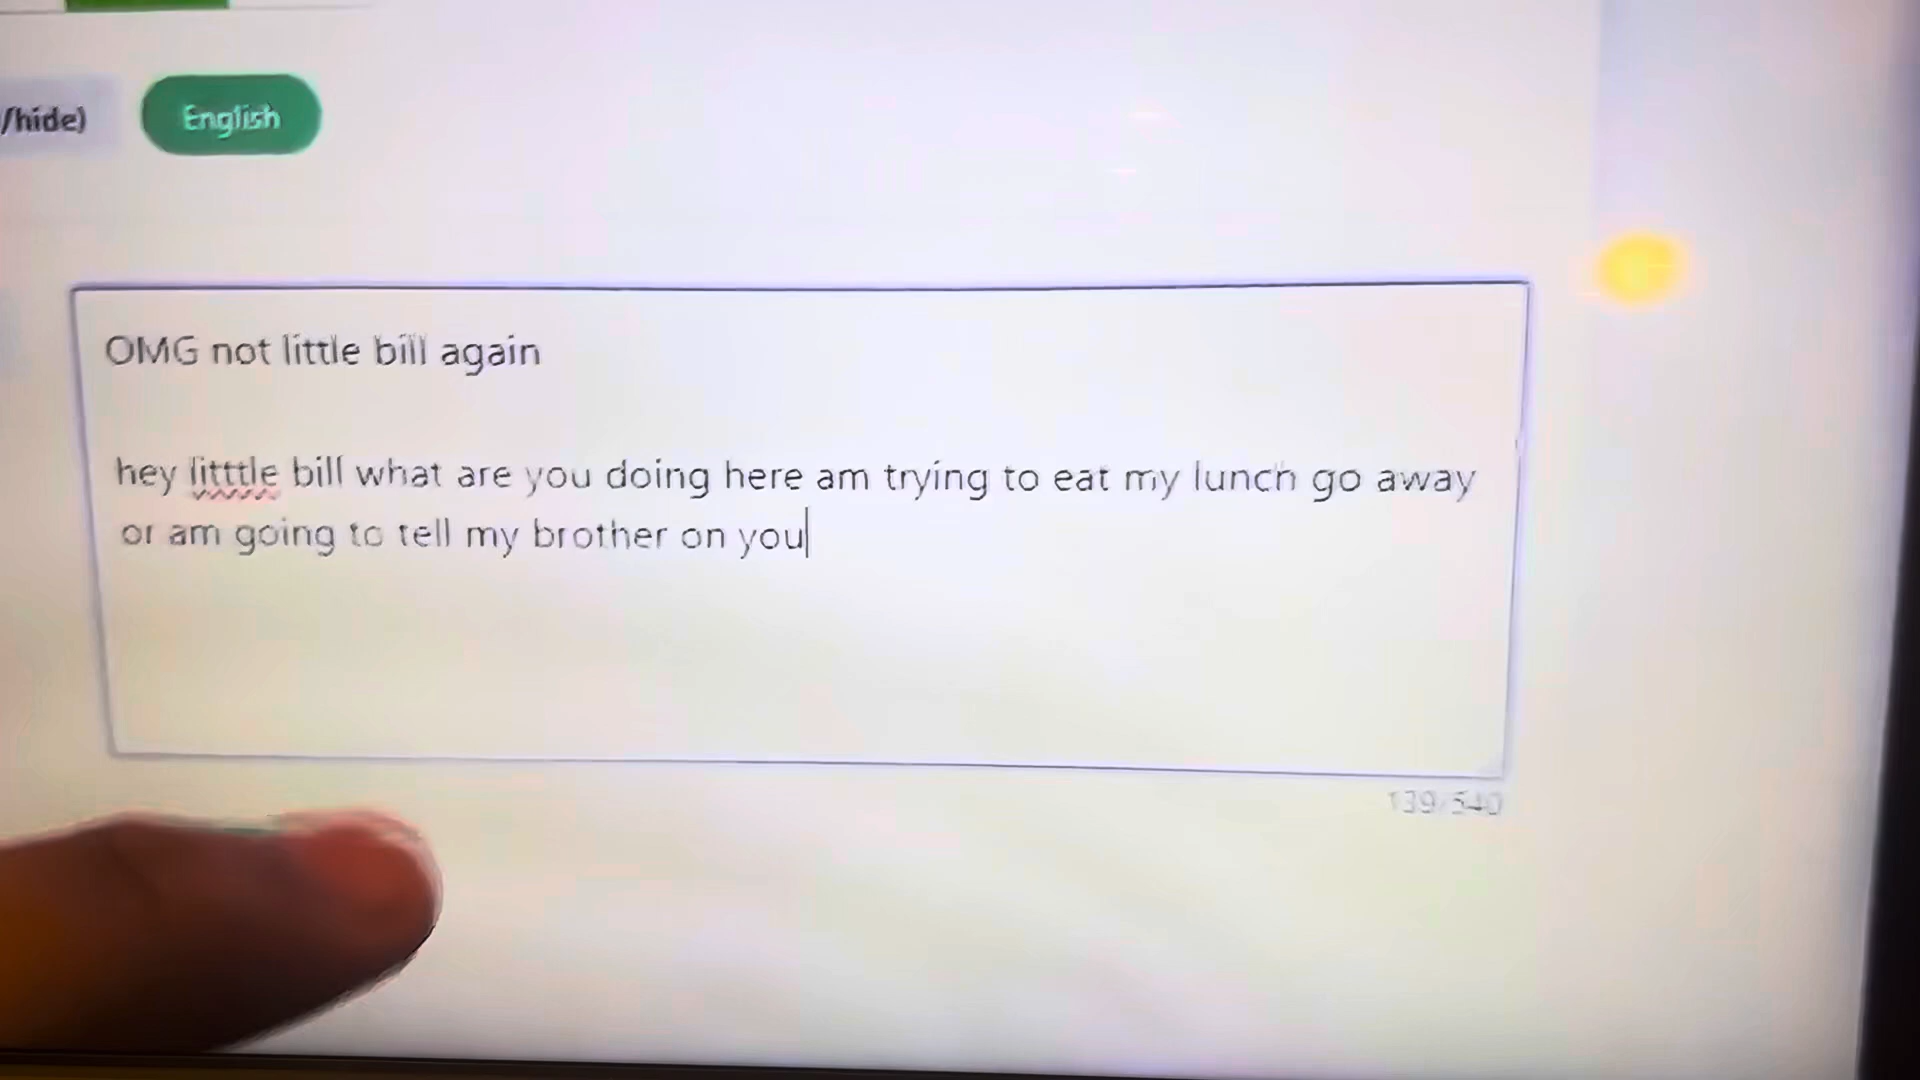 /hide)
English
OMG not little bill again
hey litttle bill what are you doing here am trying to eat my lunch go away
or am going to tell my brother on you
139/540